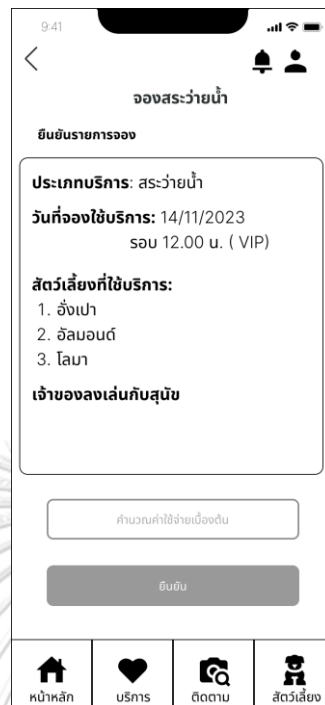 9:41
จองสระว่ายน้ำ
ยืนยันรายการจอง
ประเภทบริการ: สระว่ายน้ำ
วันที่จองใช้บริการ: 14/11/2023
รอบ 12.00 น. ( VIP)
สัตว์เลี้ยงที่ใช้บริการ:
1. อั่งเปา
2. อัลมอนด์
3. โลมา
เจ้าของลงเล่นกับสุนัข
คำนวณค่าใช้จ่ายเบื้องต้น
ยืนยัน
หน้าหลัก บริการ ติดตาม สัตว์เลี้ยง